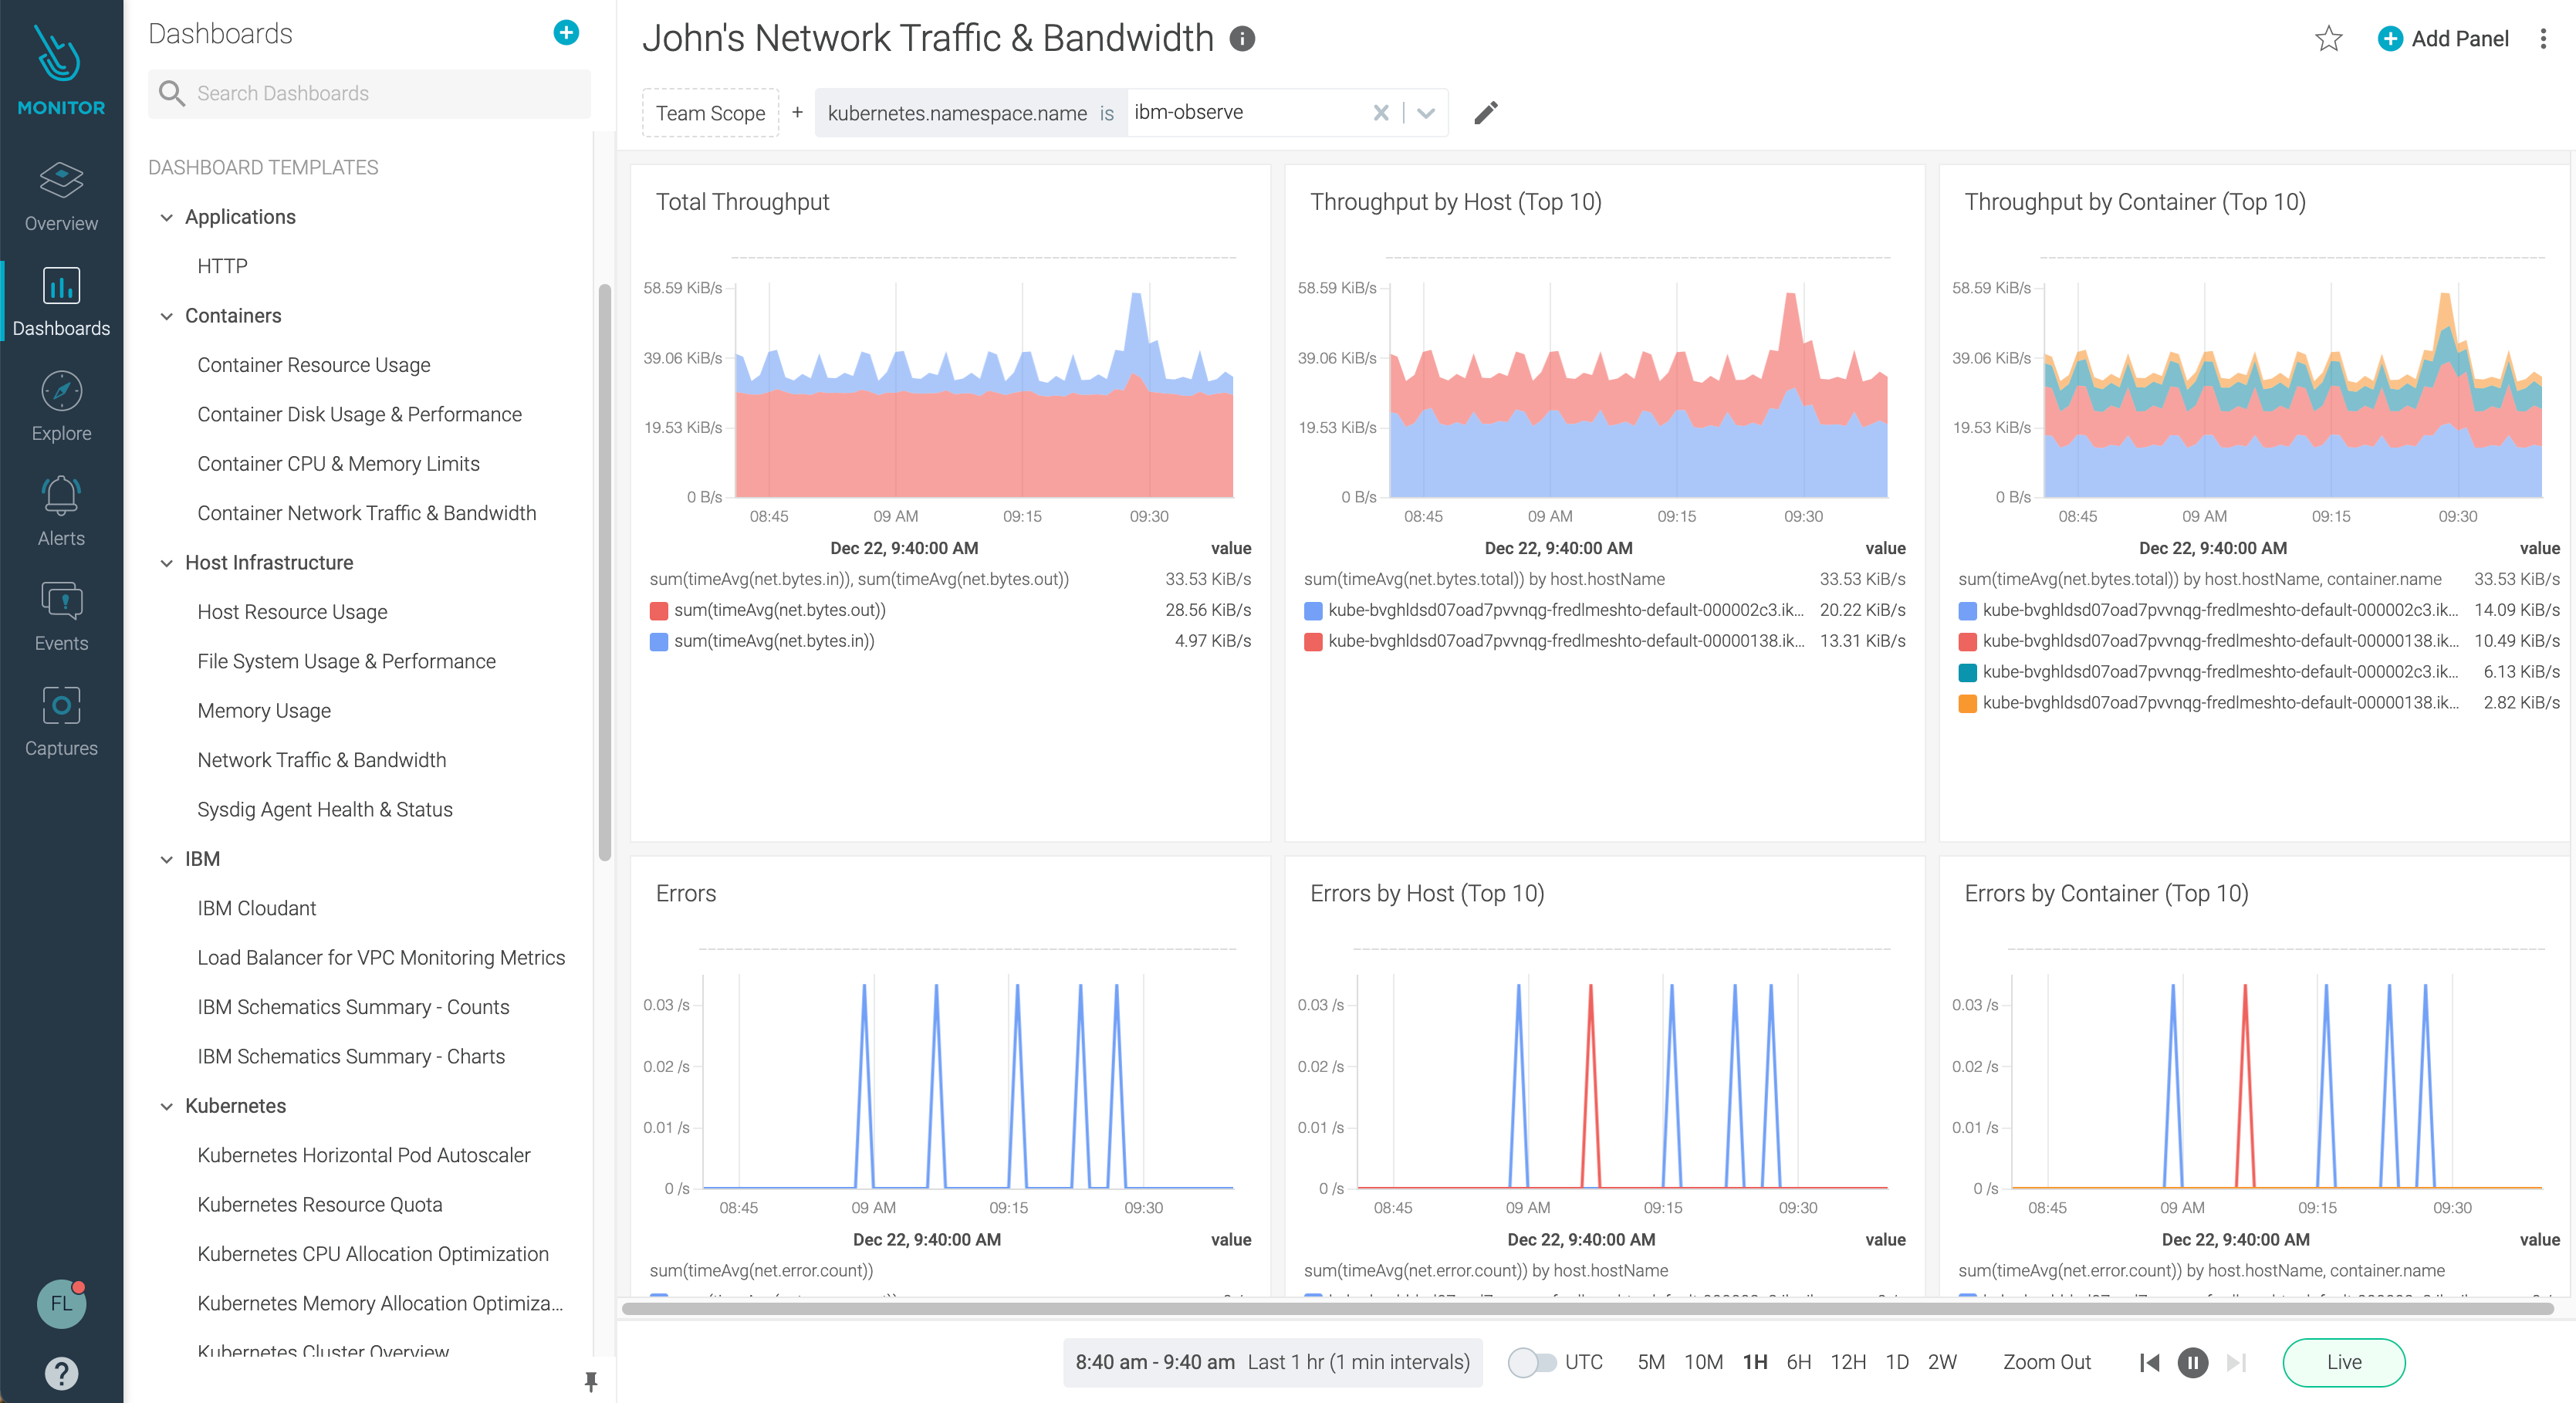 MONITOR
Overview
Dashboards
Explore
Alerts
Events
Captures
FL
?
Dashboards
Search Dashboards
DASHBOARD TEMPLATES
Applications
HTTP
Containers
Container Resource Usage
Container Disk Usage & Performance
Container CPU & Memory Limits
Container Network Traffic & Bandwidth
Host Infrastructure
Host Resource Usage
File System Usage & Performance
Memory Usage
Network Traffic & Bandwidth
Sysdig Agent Health & Status
IBM
IBM Cloudant
Load Balancer for VPC Monitoring Metrics
IBM Schematics Summary - Counts
IBM Schematics Summary - Charts
Kubernetes
Kubernetes Horizontal Pod Autoscaler
Kubernetes Resource Quota
Kubernetes CPU Allocation Optimization
Kubernetes Memory Allocation Optimiza...
Kubernetes Cluster Overview
John's Network Traffic & Bandwidth
Add Panel
Team Scope + kubernetes.namespace.name is ibm-observe
Total Throughput
58.59 KiB/s
39.06 KiB/s
19.53 KiB/s
0 B/s
08:45 09 AM 09:15 09:30
Dec 22, 9:40:00 AM value
sum(timeAvg(net.bytes.in)), sum(timeAvg(net.bytes.out)) 33.53 KiB/s
sum(timeAvg(net.bytes.out)) 28.56 KiB/s
sum(timeAvg(net.bytes.in)) 4.97 KiB/s
Throughput by Host (Top 10)
58.59 KiB/s
39.06 KiB/s
19.53 KiB/s
0 B/s
08:45 09 AM 09:15 09:30
Dec 22, 9:40:00 AM value
sum(timeAvg(net.bytes.total)) by host.hostName 33.53 KiB/s
kube-bvghldsd07oad7pvvnqg-fredlmeshto-default-000002c3.ik... 20.22 KiB/s
kube-bvghldsd07oad7pvvnqg-fredlmeshto-default-00000138.ik... 13.31 KiB/s
Throughput by Container (Top 10)
58.59 KiB/s
39.06 KiB/s
19.53 KiB/s
0 B/s
08:45 09 AM 09:15 09:30
Dec 22, 9:40:00 AM value
sum(timeAvg(net.bytes.total)) by host.hostName, container.name 33.53 KiB/s
kube-bvghldsd07oad7pvvnqg-fredlmeshto-default-000002c3.ik... 14.09 KiB/s
kube-bvghldsd07oad7pvvnqg-fredlmeshto-default-00000138.ik... 10.49 KiB/s
kube-bvghldsd07oad7pvvnqg-fredlmeshto-default-000002c3.ik... 6.13 KiB/s
kube-bvghldsd07oad7pvvnqg-fredlmeshto-default-00000138.ik... 2.82 KiB/s
Errors
0.03 /s
0.02 /s
0.01 /s
0 /s
08:45 09 AM 09:15 09:30
Dec 22, 9:40:00 AM value
sum(timeAvg(net.error.count))
Errors by Host (Top 10)
0.03 /s
0.02 /s
0.01 /s
0 /s
08:45 09 AM 09:15 09:30
Dec 22, 9:40:00 AM value
sum(timeAvg(net.error.count)) by host.hostName
Errors by Container (Top 10)
0.03 /s
0.02 /s
0.01 /s
0 /s
08:45 09 AM 09:15 09:30
Dec 22, 9:40:00 AM value
sum(timeAvg(net.error.count)) by host.hostName, container.name
8:40 am - 9:40 am Last 1 hr (1 min intervals) UTC 5M 10M 1H 6H 12H 1D 2W Zoom Out Live